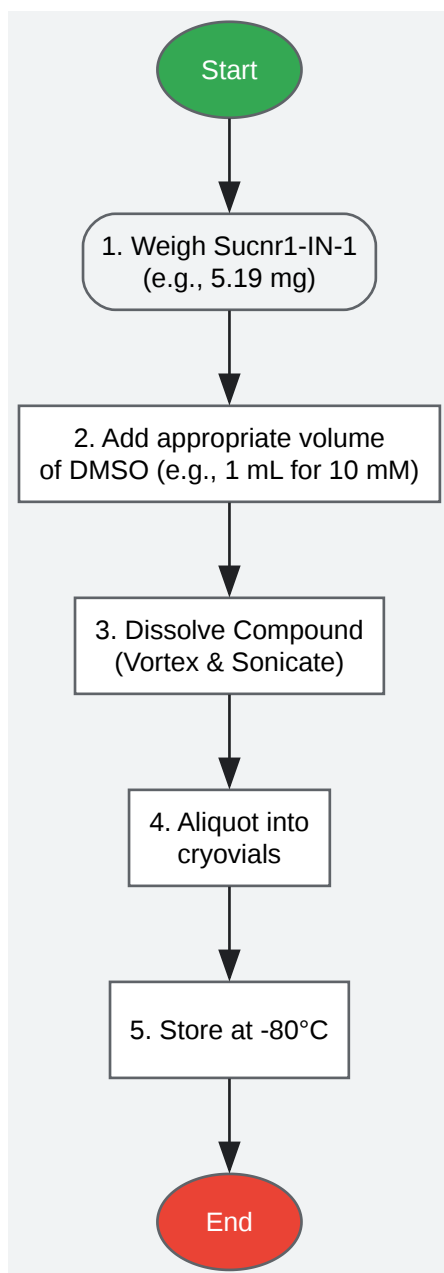 Start
1. Weigh Sucnr1-IN-1
(e.g., 5.19 mg)
2. Add appropriate volume
of DMSO (e.g., 1 mL for 10 mM)
3. Dissolve Compound
(Vortex & Sonicate)
4. Aliquot into
cryovials
5. Store at -80°C
End